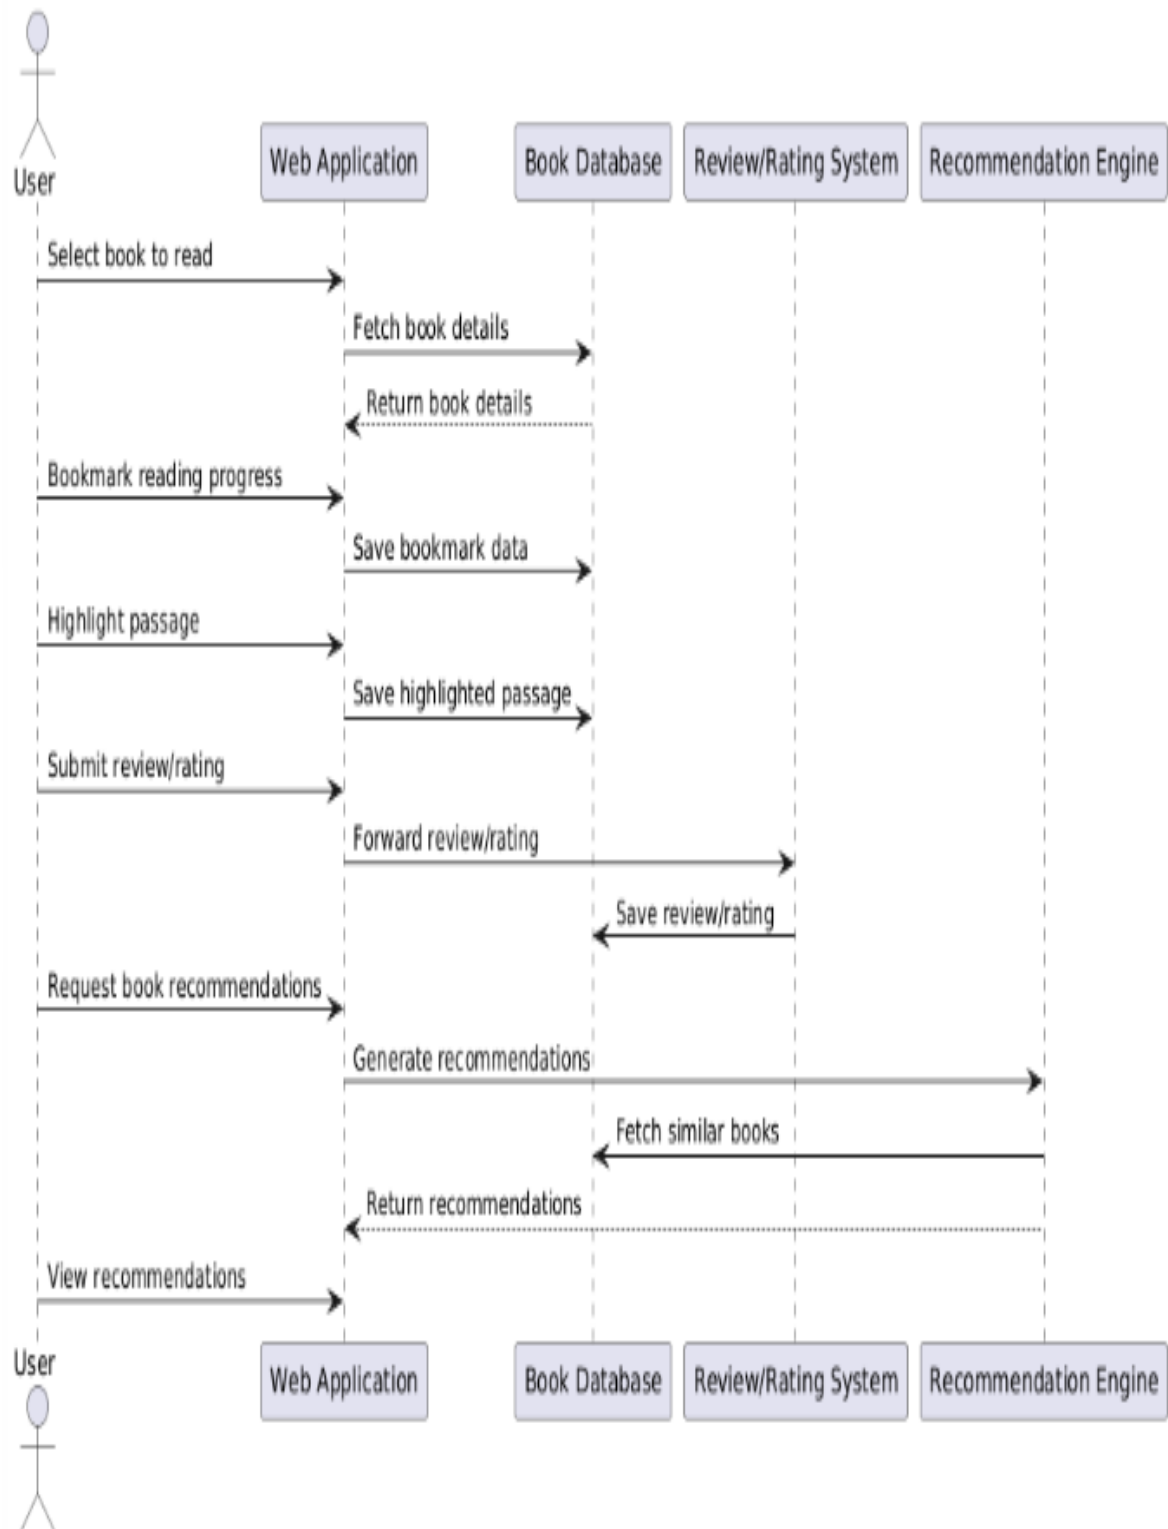 User
Web Application
Book Database
Review/Rating System
Recommendation Engine
Select book to read
Fetch book details
Return book details
Bookmark reading progress
Save bookmark data
Highlight passage
Save highlighted passage
Submit review/rating
Forward review/rating
Save review/rating
Request book recommendations
Generate recommendations
Fetch similar books
Return recommendations
View recommendations
User
Web Application
Book Database
Review/Rating System
Recommendation Engine